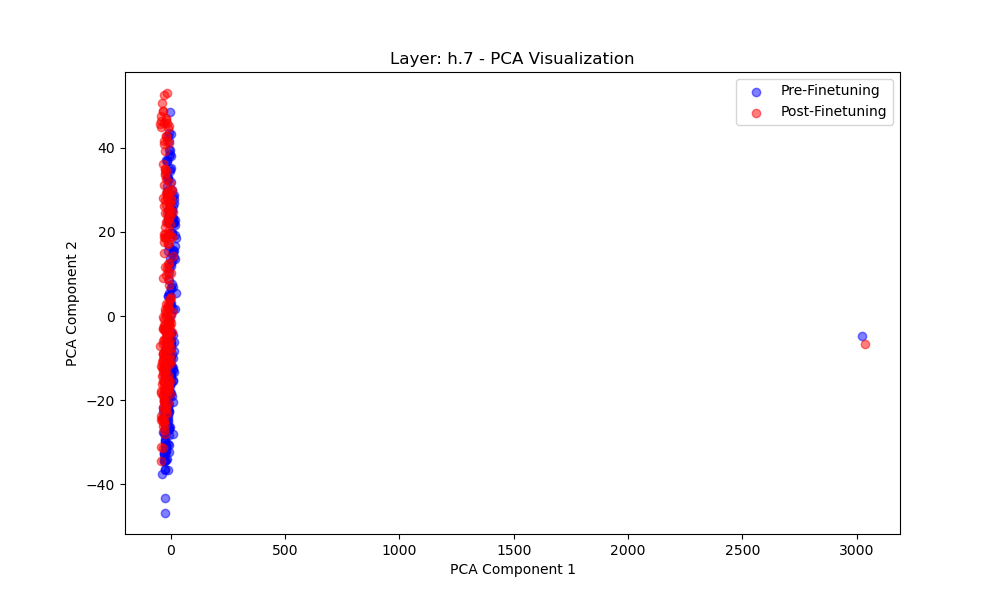 Layer: h.7 - PCA Visualization
Pre-Finetuning
Post-Finetuning
PCA Component 2
40
20
0
−20
−40
0
500
1000
1500
2000
2500
3000
PCA Component 1